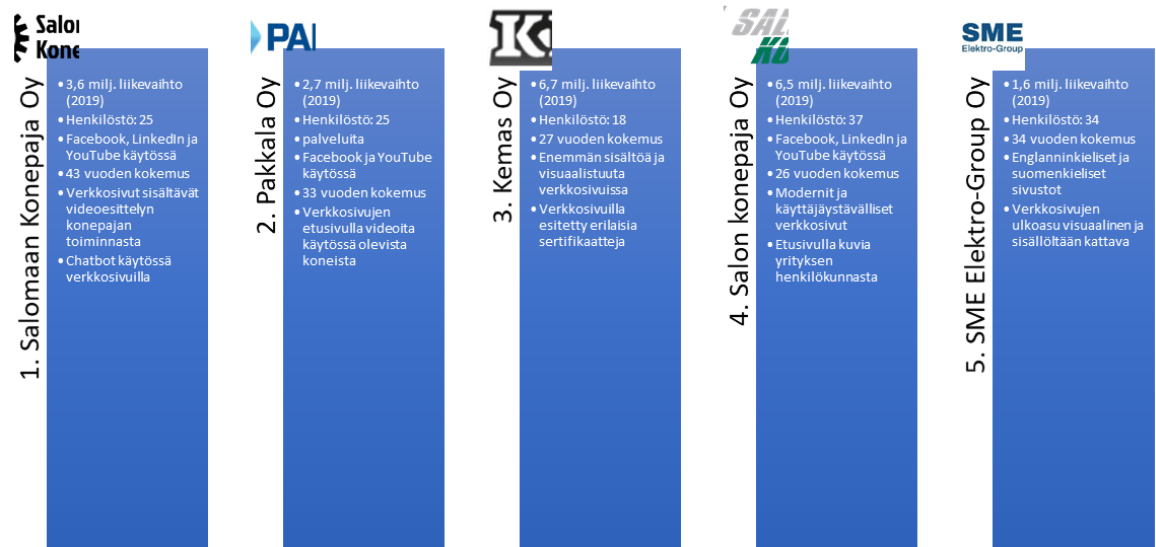 Salon
Kone
1. Salomaan Konepaja Oy
• 3,6 milj. liikevaihto
(2019)
• Henkilöstö: 25
• Facebook, LinkedIn ja
YouTube käytössä
• 43 vuoden kokemus
• Verkkosivut sisältävät
videoesittelyn
konepajan
toiminnasta
• Chatbot käytössä
verkkosivuilla
PA
2. Pakkala Oy
• 2,7 milj. liikevaihto
(2019)
• Henkilöstö: 25
• palveluita
• Facebook ja YouTube
käytössä
• 33 vuoden kokemus
• Verkkosivujen
etusivulla videoita
käytössä olevista
koneista
K
3. Kemas Oy
• 6,7 milj. liikevaihto
(2019)
• Henkilöstö: 18
• 27 vuoden kokemus
• Enemmän sisältöä ja
visuaalistuuta
verkkosivuissa
• Verkkosivuilla
esitetty erilaisia
sertifikaatteja
SAL
KO
4. Salon konepaja Oy
• 6,5 milj. liikevaihto
(2019)
• Henkilöstö: 37
• Facebook, LinkedIn ja
YouTube käytössä
• 26 vuoden kokemus
• Modernit ja
käyttäjäystävälliset
verkkosivut
• Etusivulla kuvia
yrityksen
henkilökunnasta
SME
Elektro-Group
5. SME Elektro-Group Oy
• 1,6 milj. liikevaihto
(2019)
• Henkilöstö: 34
• 34 vuoden kokemus
• Englanninkieliset ja
suomenkieliset
sivustot
• Verkkosivujen
ulkoasu visuaalinen ja
sisällöltään kattava